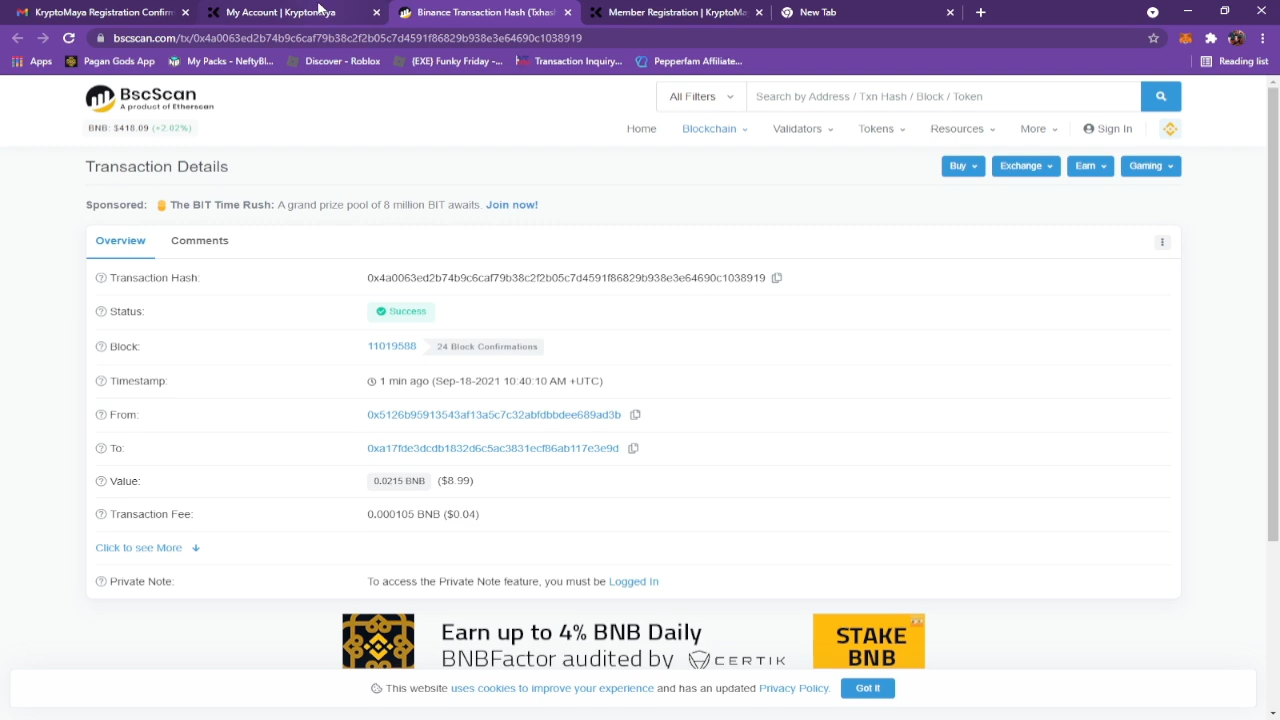 KryptoMaya Confirm
My Account | Kryptomaya
Binance Transaction Hash (Txhash
Member Registration | KryptoMa
New Tab
bscscan.com/tx/0x4a0063ed2b74b9c6caf79b38c2f2b05c7d4591f86829b938e3e64690c1038919
Apps
Pagan Gods App
My Packs - NeftyBl...
Discover - Roblox
(EXE) Funky Friday -...
Transaction Inquiry...
Pepperfam Affiliate...
Reading list
BscScan
A product of Etherscan
BNB: $418.09 (+2.02%)
All Filters
Search by Address / Txn Hash / Block / Token
Home Blockchain Validators Tokens Resources More Sign In
Transaction Details
Buy Exchange Earn Gaming
Sponsored: The BIT Time Rush: A grand prize pool of 8 million BIT awaits. Join now!
Overview Comments
Transaction Hash: 0x4a0063ed2b74b9c6caf79b38c2f2b05c7d4591f86829b938e3e64690c1038919
Status: Success
Block: 11019588 24 Block Confirmations
Timestamp: 1 min ago (Sep-18-2021 10:40:10 AM +UTC)
From: 0x5126b95913543af13a5c7c32abfdbbdee689ad3b
To: 0xa17fde3dcdb1832d6c5ac3831ecf86ab117e3e9d
Value: 0.0215 BNB ($8.99)
Transaction Fee: 0.000105 BNB ($0.04)
Click to see More
Private Note: To access the Private Note feature, you must be Logged In
Earn up to 4% BNB Daily
BNBFactor audited by CERTIK
STAKE
BNB
This website uses cookies to improve your experience and has an updated Privacy Policy.
Got it